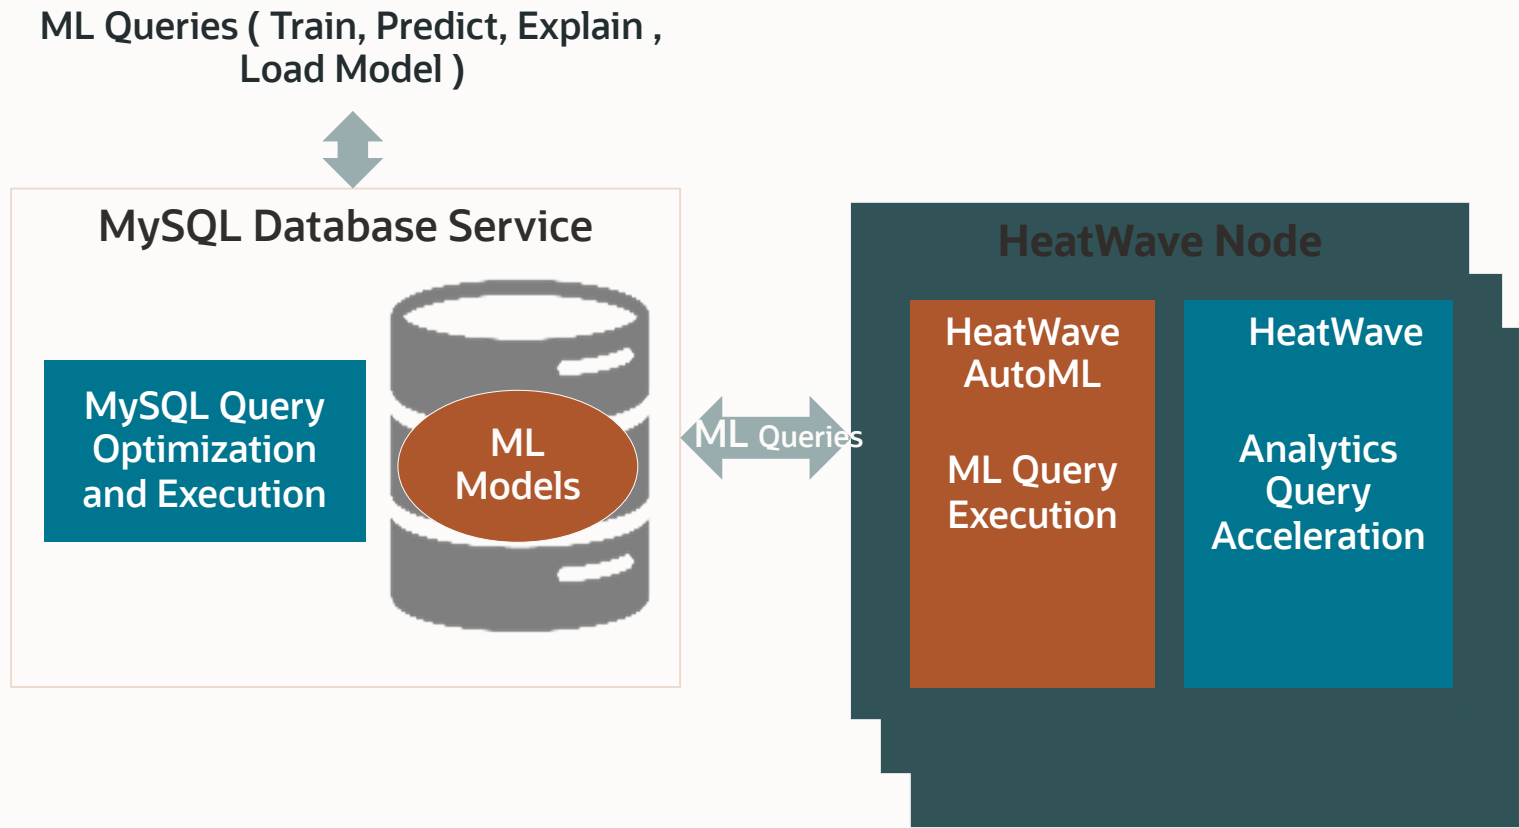 ML Queries ( Train, Predict, Explain ,
Load Model )
MySQL Database Service
MySQL Query
Optimization
and Execution
ML
Models
ML Queries
HeatWave Node
HeatWave
AutoML
ML Query
Execution
HeatWave
Analytics
Query
Acceleration